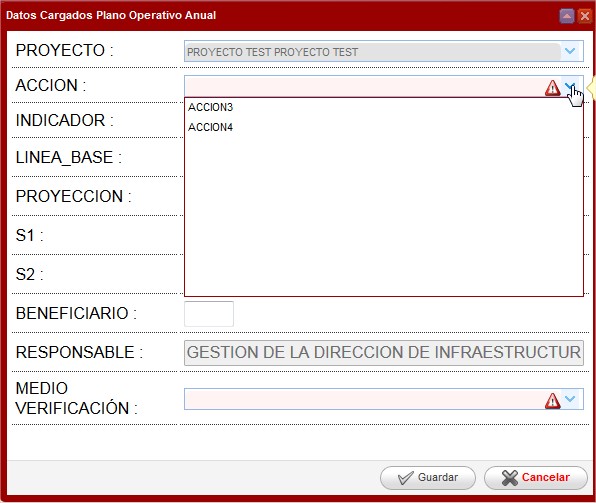 Datos Cargados Plano Operativo Anual
PROYECTO :
PROYECTO TEST PROYECTO TEST
ACCION :
ACCION3
ACCION4
INDICADOR :
LINEA_BASE :
PROYECCION :
S1 :
S2 :
BENEFICIARIO :
RESPONSABLE :
GESTION DE LA DIRECCION DE INFRAESTRUCTUR
MEDIO
VERIFICACIÓN :
Guardar
Cancelar